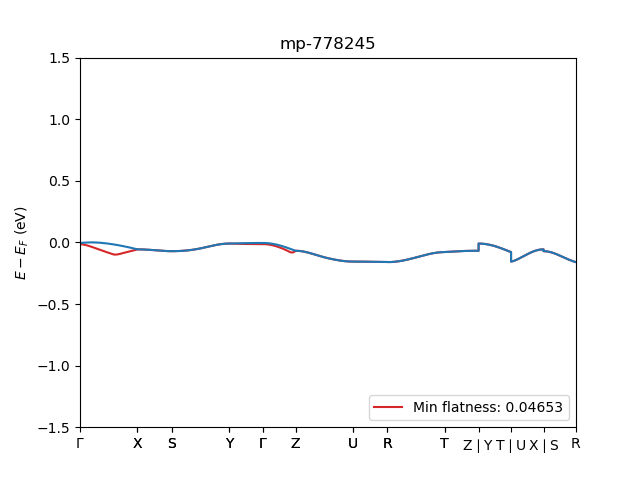 mp-778245
1.5
1.0
0.5
0.0
−0.5
−1.0
−1.5
E − E_F (eV)
Min flatness: 0.04653
Γ X S Y Γ Z U R T Z | Y T | U X | S R